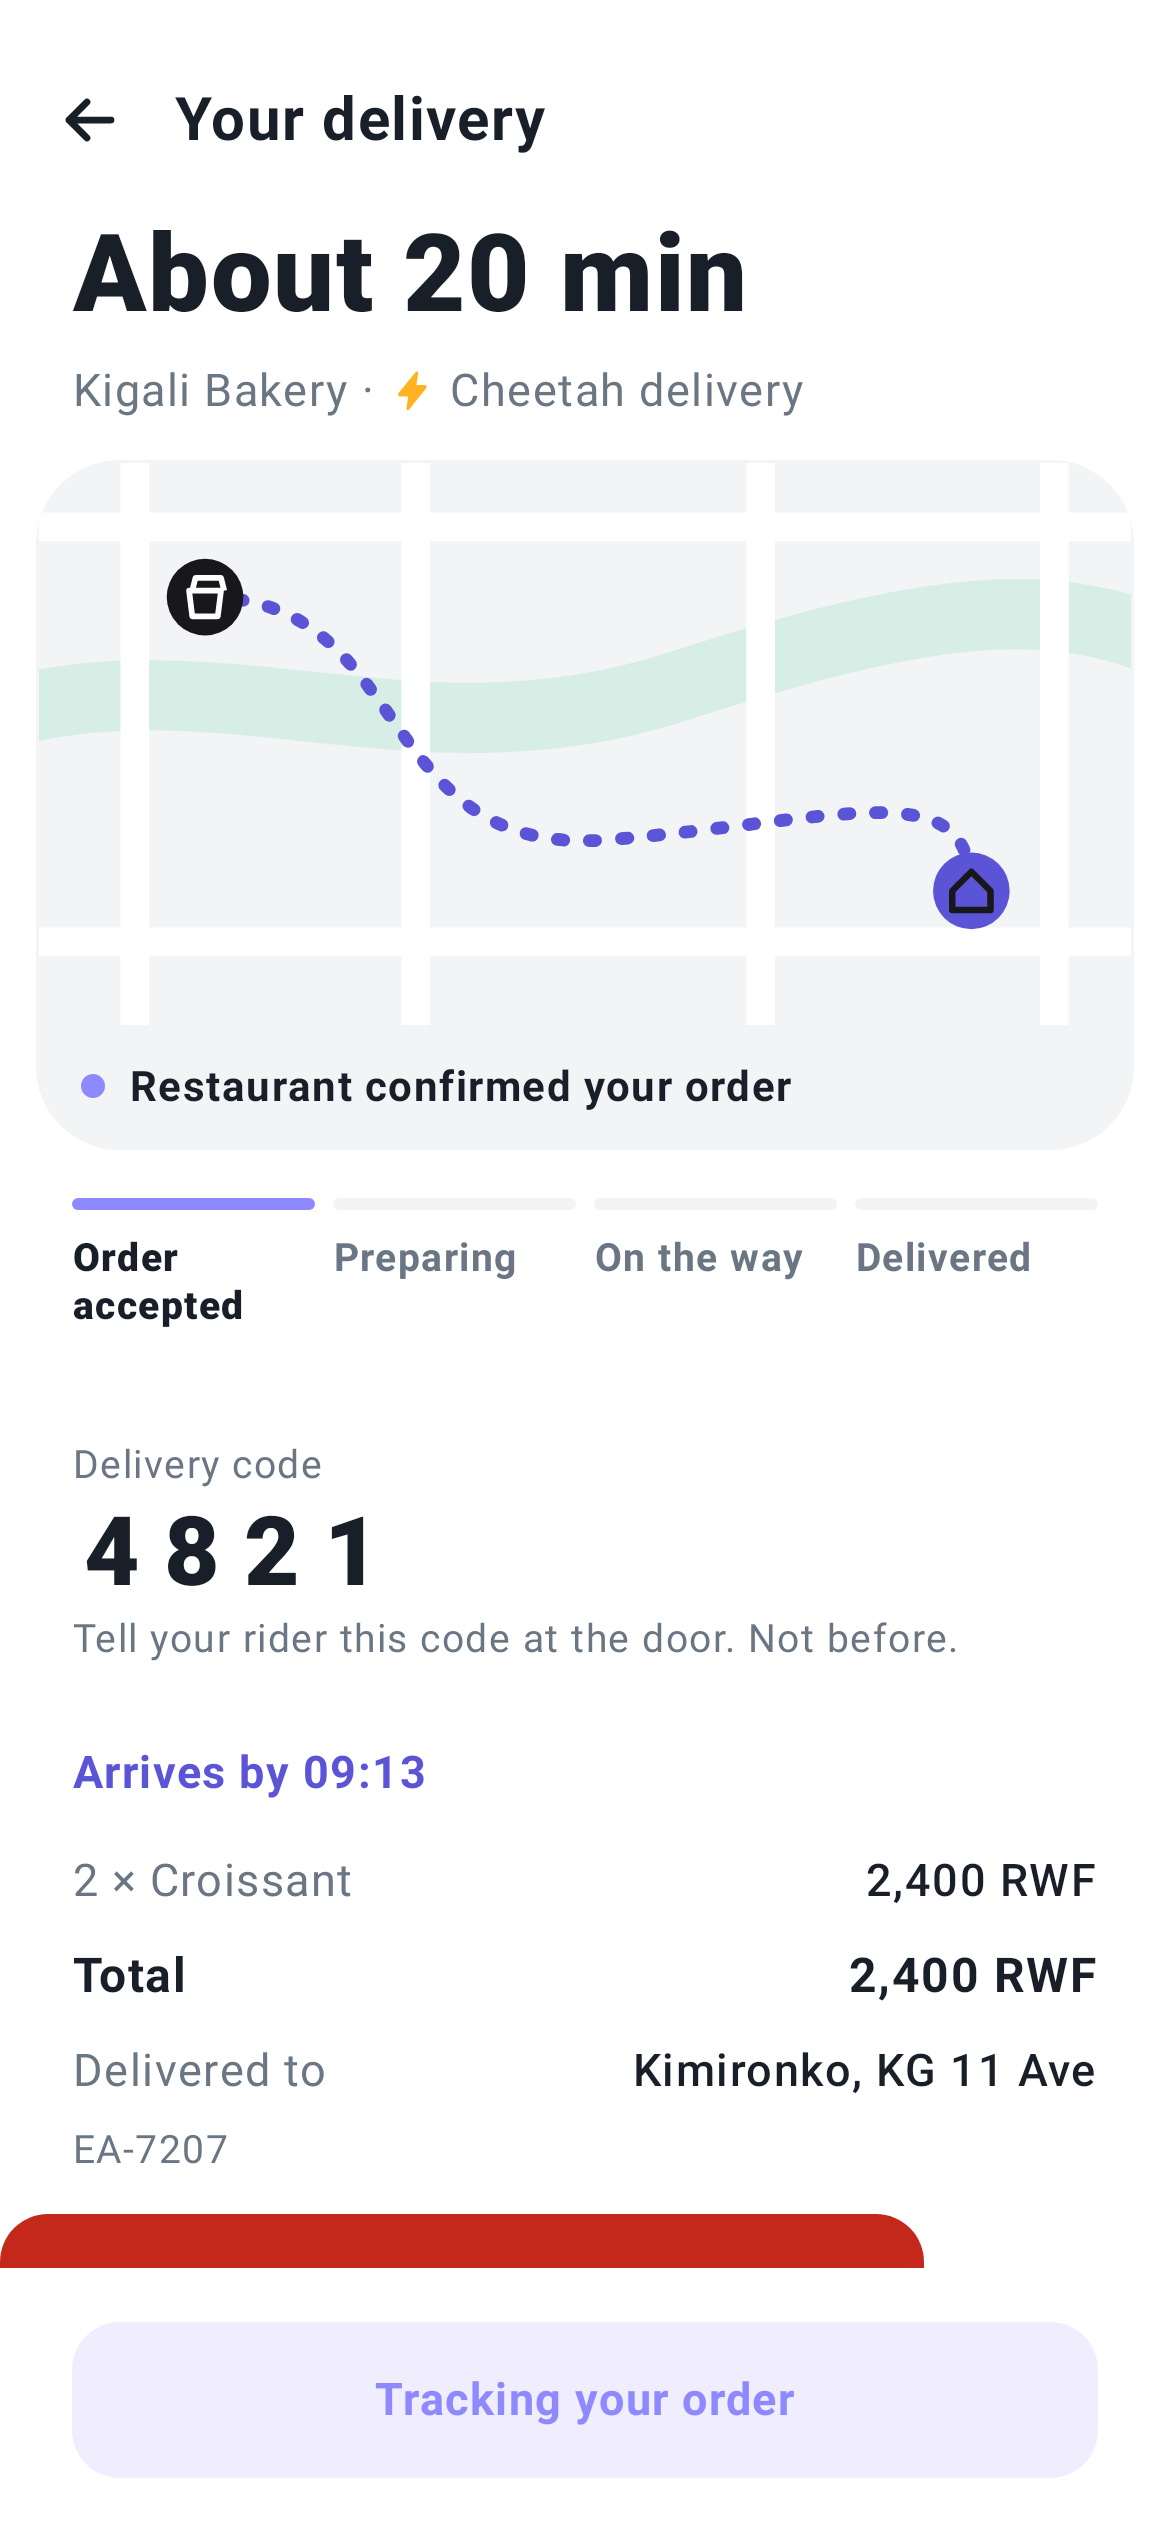 Your delivery
About 20 min
Kigali Bakery · ⚡ Cheetah delivery
Restaurant confirmed your order
Order accepted
Preparing
On the way
Delivered
Delivery code
4 8 2 1
Tell your rider this code at the door. Not before.
Arrives by 09:13
2 × Croissant 2,400 RWF
Total 2,400 RWF
Delivered to Kimironko, KG 11 Ave
EA-7207
Tracking your order